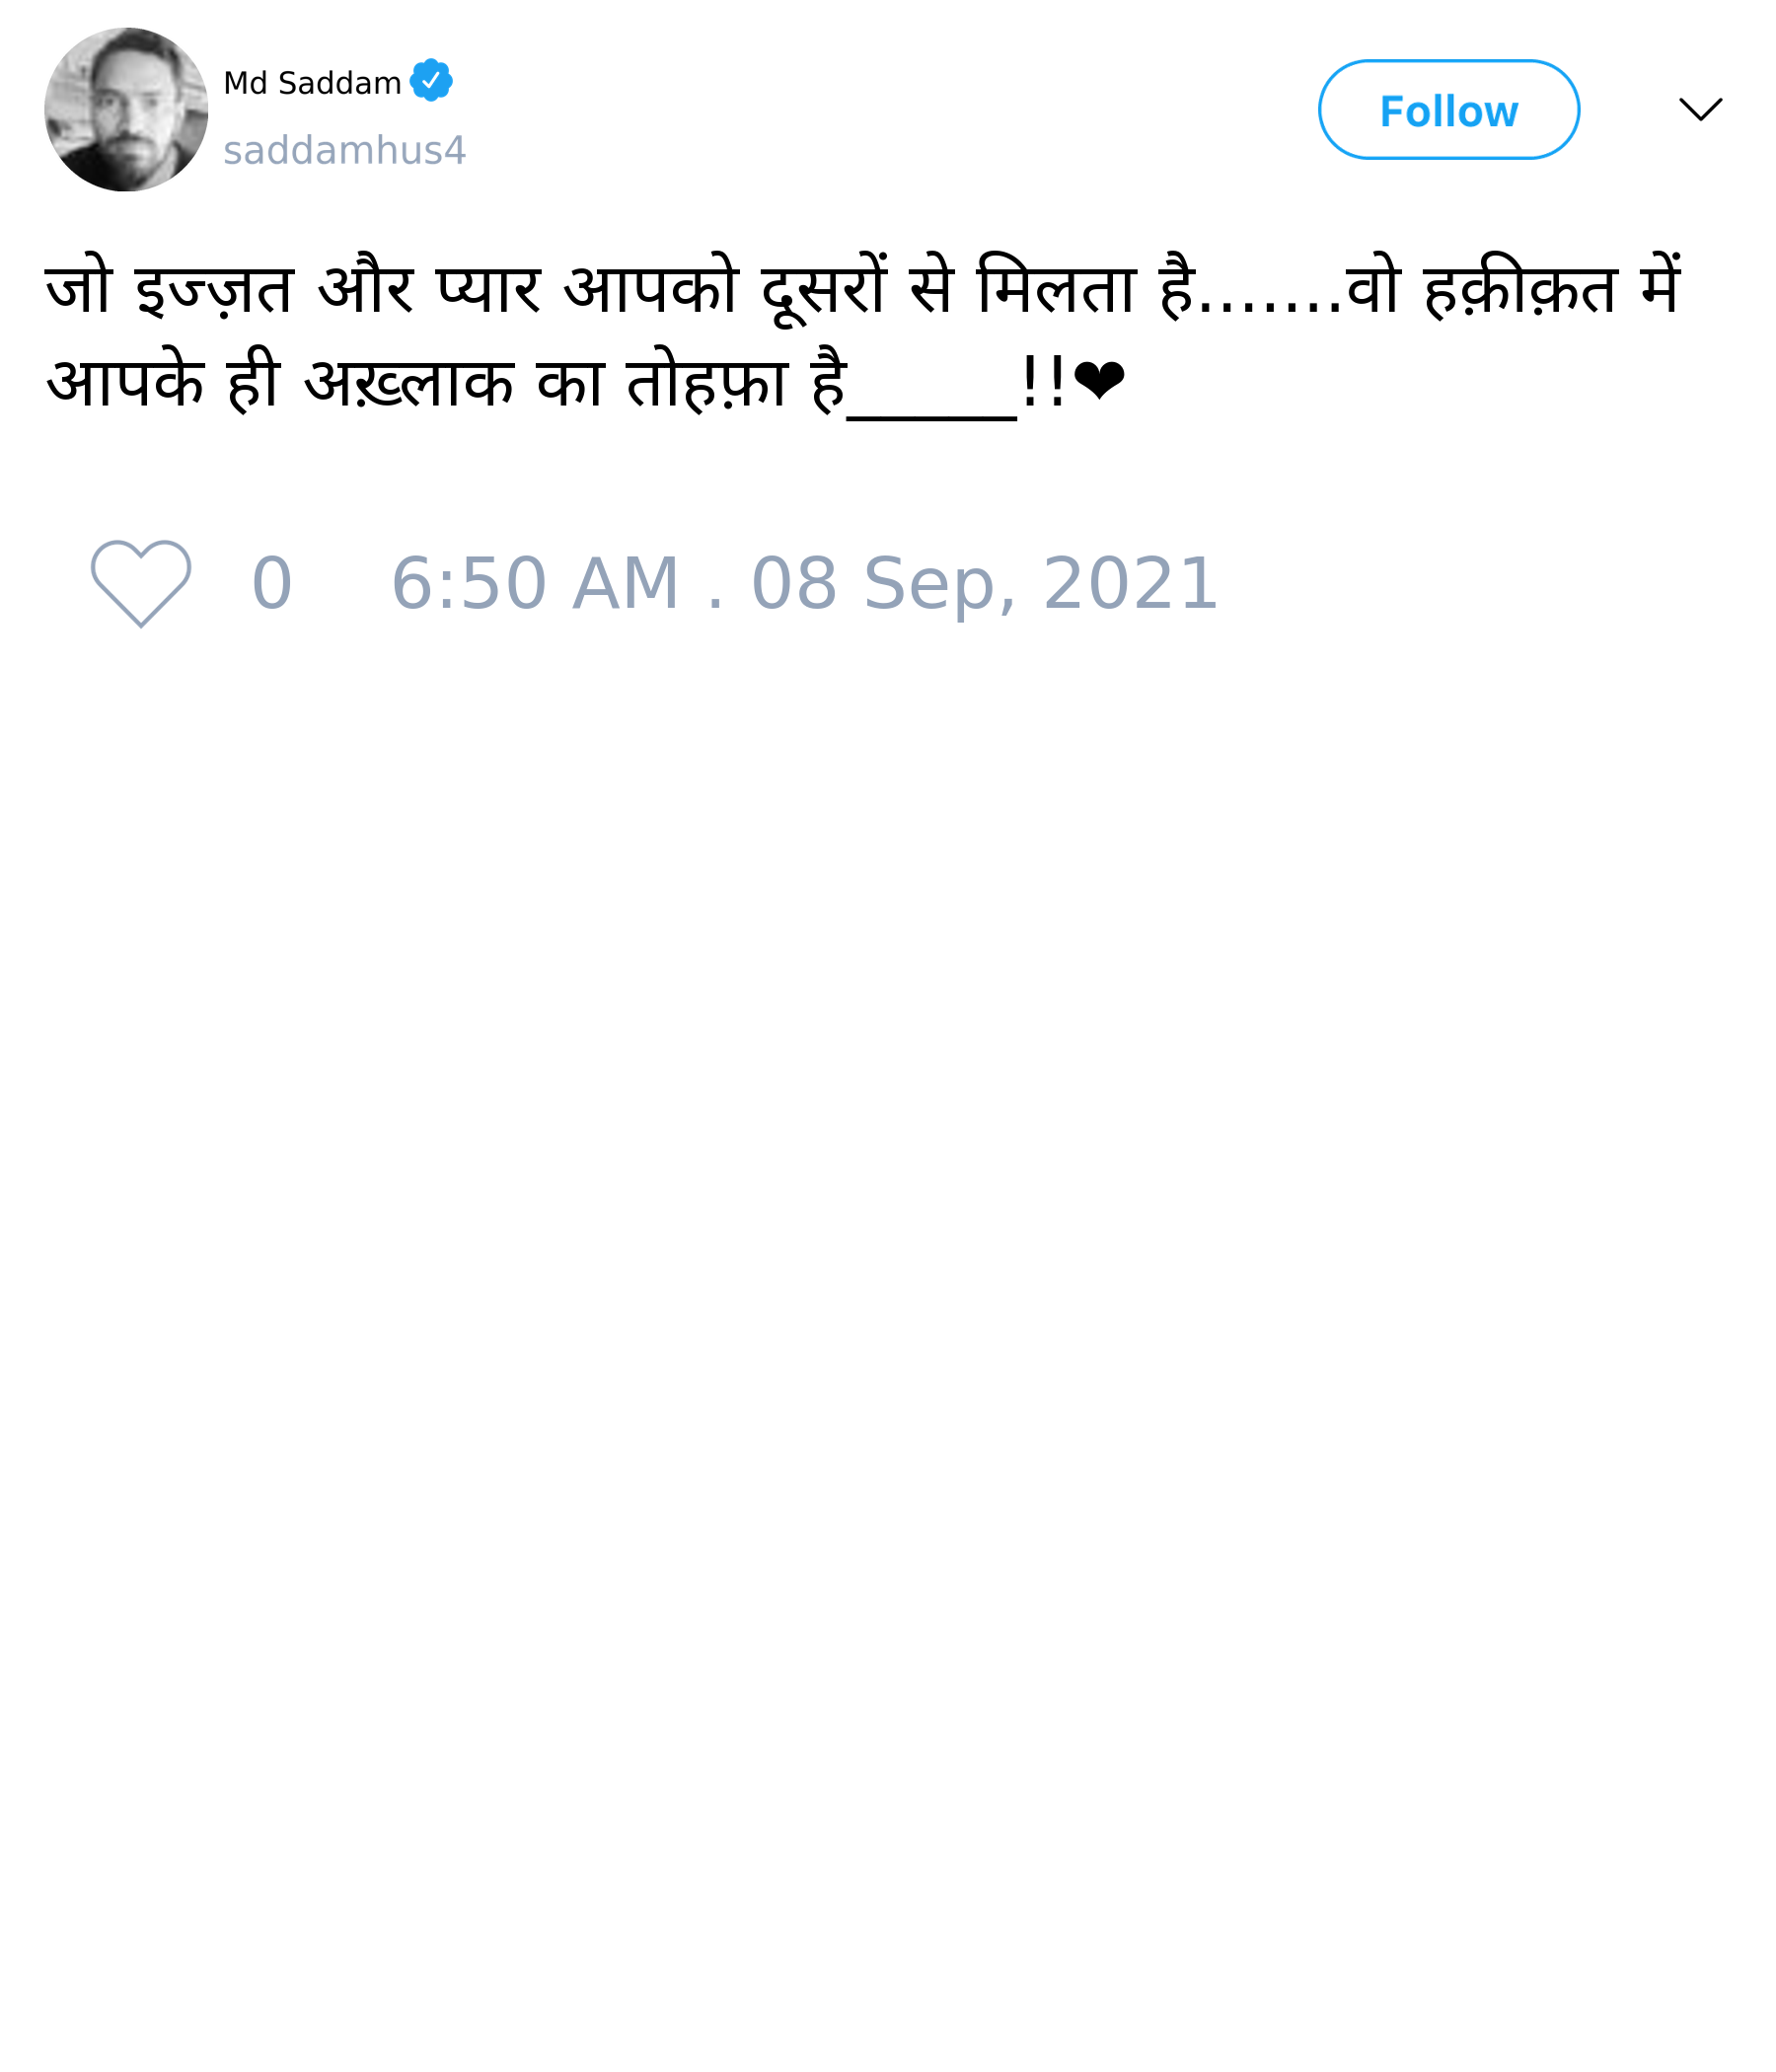 Md Saddam
saddamhus4
Follow
जो इज्ज़त और प्यार आपको दूसरों से मिलता है.......वो हक़ीक़त में
आपके ही अख़्लाक का तोहफ़ा है_____!!❤
0 6:50 AM . 08 Sep, 2021